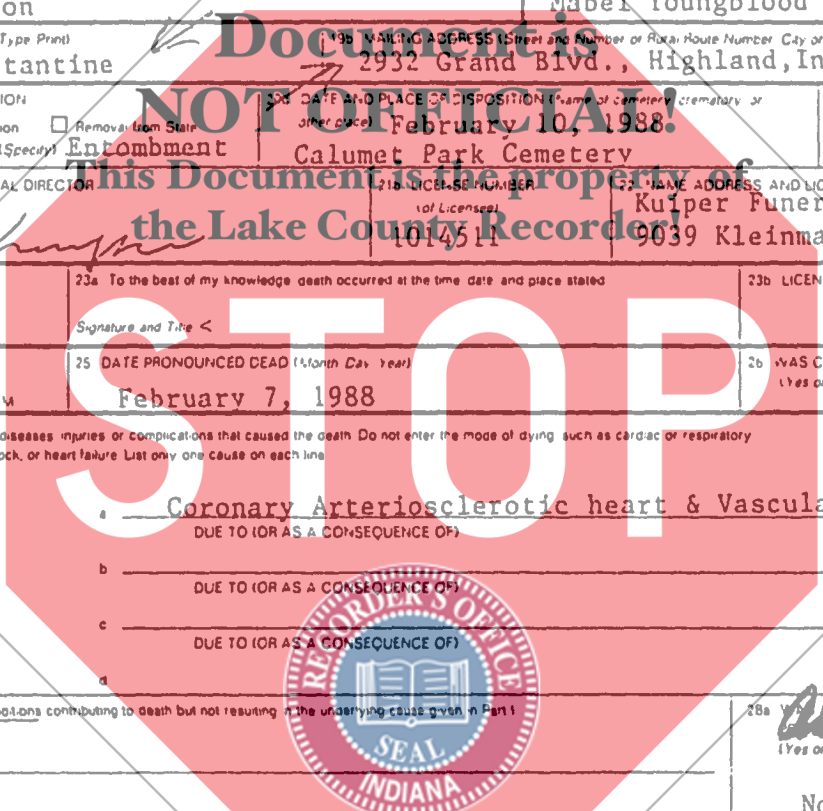 on
Mabel Youngblood
Document is
Type Print)
19b MAILING ADDRESS (Street and Number or Rural Route Number City or
tantine
2932 Grand Blvd., Highland, In
NOT OFFICIAL!
ION
DATE AND PLACE OF DISPOSITION (Name of cemetery crematory or
on Removal from State
other place) February 10, 1988
(Specify) Entombment
Calumet Park Cemetery
This Document is the property of
AL DIRECTOR
21b LICENSE NUMBER
NAME ADDRESS AND LIC
(of Licensee)
Kuiper Funer
the Lake County Recorder!
1014511
9039 Kleinma
23a To the best of my knowledge death occurred at the time date and place stated
23b LICEN
Signature and Title <
STOP
25 DATE PRONOUNCED DEAD (Month Day Year)
26 WAS C
(Yes o
M
February 7, 1988
diseases injuries or complications that caused the death Do not enter the mode of dying such as cardiac or respiratory
ock, or heart failure List only one cause on each line
a Coronary Arteriosclerotic heart & Vascula
DUE TO (OR AS A CONSEQUENCE OF)
b
DUE TO (OR AS A CONSEQUENCE OF)
c
DUE TO (OR AS A CONSEQUENCE OF)
d
RECORDER'S OFFICE
SEAL
INDIANA
ditions contributing to death but not resulting in the underlying cause given in Part I
28a W
(Yes o
No